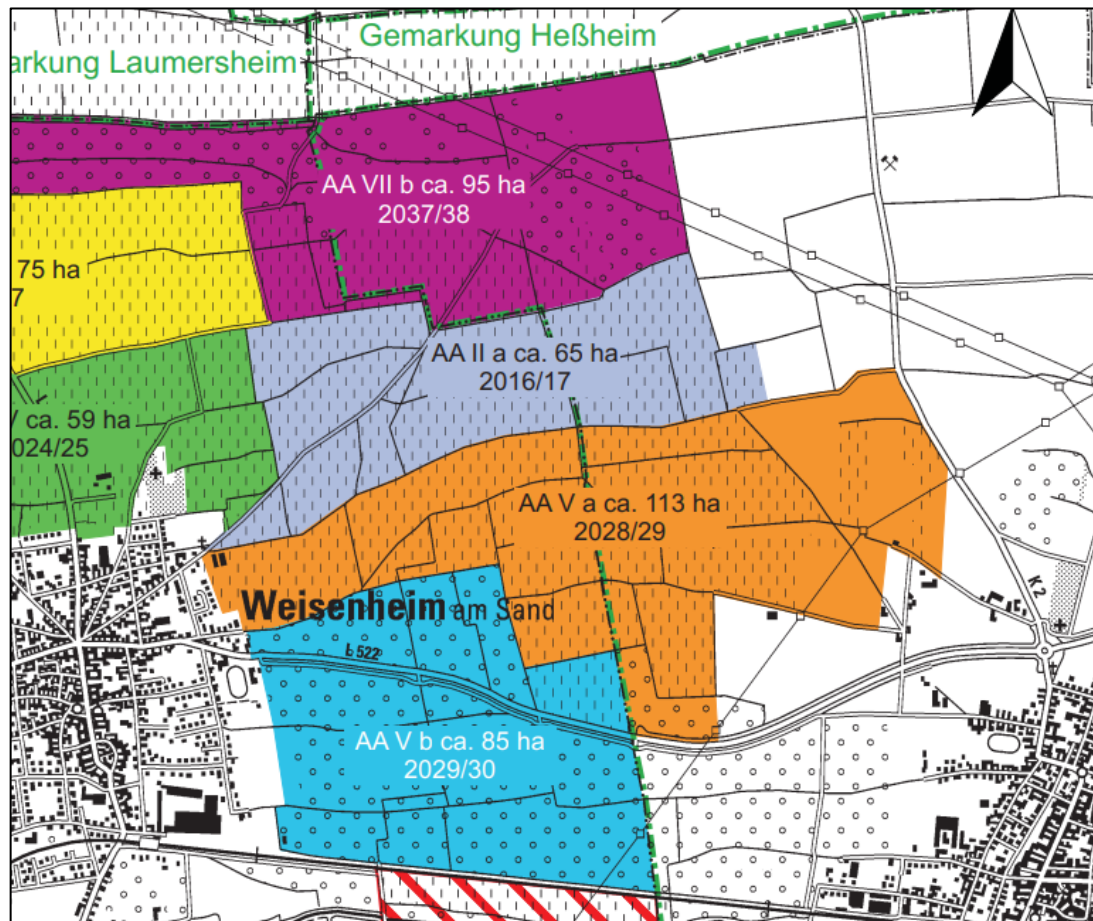 Gemarkung Heßheim
arkung Laumersheim
AA VII b ca. 95 ha
2037/38
75 ha
7
AA II a ca. 65 ha
2016/17
V ca. 59 ha
024/25
AA V a ca. 113 ha
2028/29
K 2
Weisenheim am Sand
L 522
AA V b ca. 85 ha
2029/30